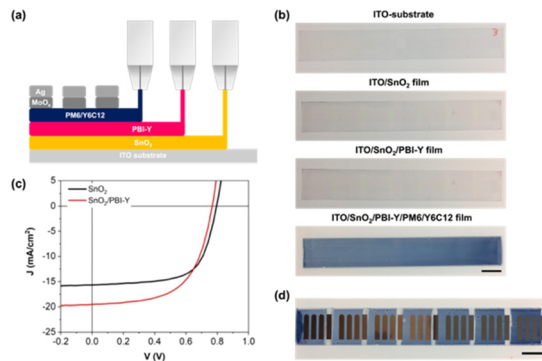 (a)
Ag
MoOₓ
PM6/Y6C12
PBI-Y
SnO₂
ITO substrate
(b)
ITO-substrate
ITO/SnO₂ film
ITO/SnO₂/PBI-Y film
ITO/SnO₂/PBI-Y/PM6/Y6C12 film
(c)
SnO₂
SnO₂/PBI-Y
J (mA/cm²)
5
0
-5
-10
-15
-20
-25
-0.2 0.0 0.2 0.4 0.6 0.8 1.0
V (V)
(d)